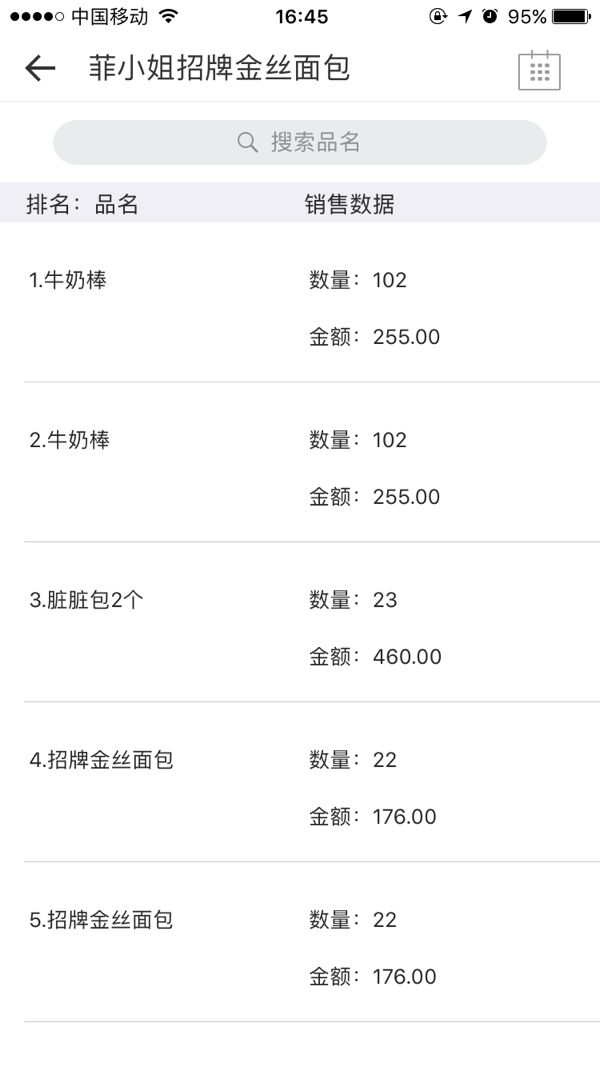 中国移动 16:45 95%
菲小姐招牌金丝面包
搜索品名
排名：品名 销售数据
1.牛奶棒 数量：102
金额：255.00
2.牛奶棒 数量：102
金额：255.00
3.脏脏包2个 数量：23
金额：460.00
4.招牌金丝面包 数量：22
金额：176.00
5.招牌金丝面包 数量：22
金额：176.00